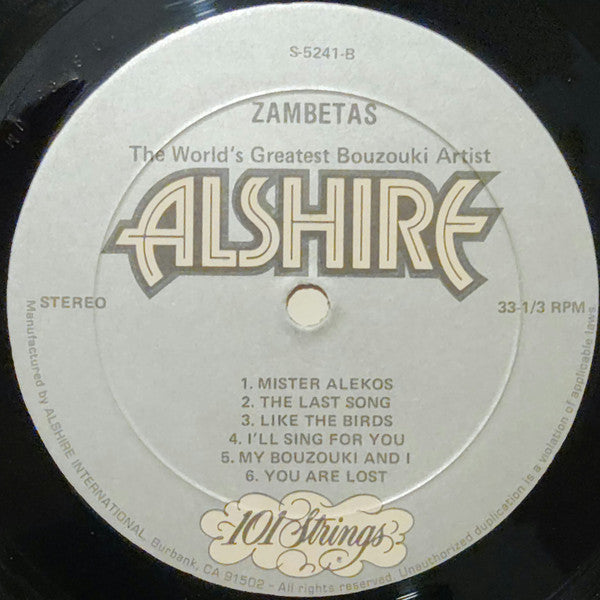 S-5241-B
ZAMBETAS
The World's Greatest Bouzouki Artist
ALSHIRE
STEREO
33-1/3 RPM
1. MISTER ALEKOS
2. THE LAST SONG
3. LIKE THE BIRDS
4. I'LL SING FOR YOU
5. MY BOUZOUKI AND I
6. YOU ARE LOST
101 Strings®
Manufactured by ALSHIRE INTERNATIONAL, Burbank, CA 91502 - All rights reserved. Unauthorized duplication is a violation of applicable laws.